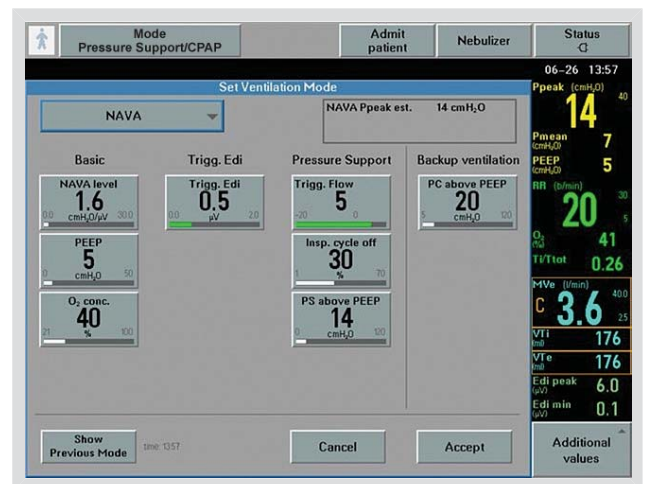 Mode
Pressure Support/CPAP
Admit
patient
Nebulizer
Status
06-26 13:57
Set Ventilation Mode
NAVA
NAVA Ppeak est. 14 cmH₂O
Basic
Trigg. Edi
Pressure Support
Backup ventilation
NAVA level
1.6
0.0 cmH₂O/µV 30.0
Trigg. Edi
0.5
0.0 µV 2.0
Trigg. Flow
5
-20 0
PC above PEEP
20
5 cmH₂O 120
PEEP
5
0 cmH₂O 50
Insp. cycle off
30
1 % 70
O₂ conc.
40
21 % 100
PS above PEEP
14
0 cmH₂O 120
Show
Previous Mode
time: 13:57
Cancel
Accept
Ppeak (cmH₂O)
14 40
Pmean
(cmH₂O) 7
PEEP
(cmH₂O) 5
RR (b/min)
20 30
5
O₂
(%) 41
Ti/Ttot
0.26
MVe (l/min)
C 3.6 40.0
VTi
(ml) 176
VTe
(ml) 176
Edi peak
(µV) 6.0
Edi min
(µV) 0.1
Additional
values